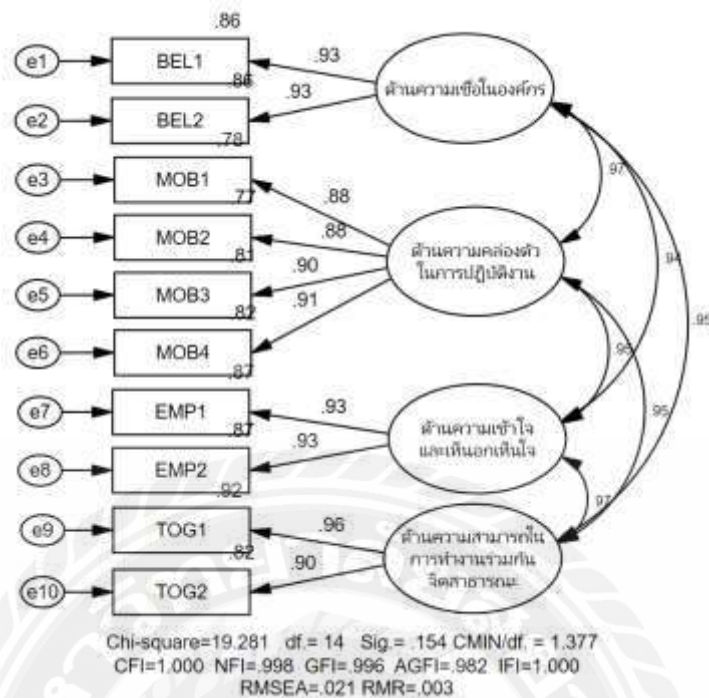 .86
e1 BEL1 .93 ด้านความเชื่อในองค์กร
.86
e2 BEL2 .93
.78
e3 MOB1 .88 .97
.77
e4 MOB2 .88 ด้านความคล่องตัว
ในการปฏิบัติงาน .94
.81
e5 MOB3 .90
.82
e6 MOB4 .91 .95
.87
e7 EMP1 .93 ด้านความเข้าใจ
และเห็นอกเห็นใจ .95
.87
e8 EMP2 .93
.92
e9 TOG1 .96 .97
ด้านความสามารถใน
การทำงานร่วมกัน
จิตสาธารณะ
.82
e10 TOG2 .90
Chi-square=19.281 df.= 14 Sig.= .154 CMIN/df. = 1.377
CFI=1.000 NFI=.998 GFI=.996 AGFI=.982 IFI=1.000
RMSEA=.021 RMR=.003